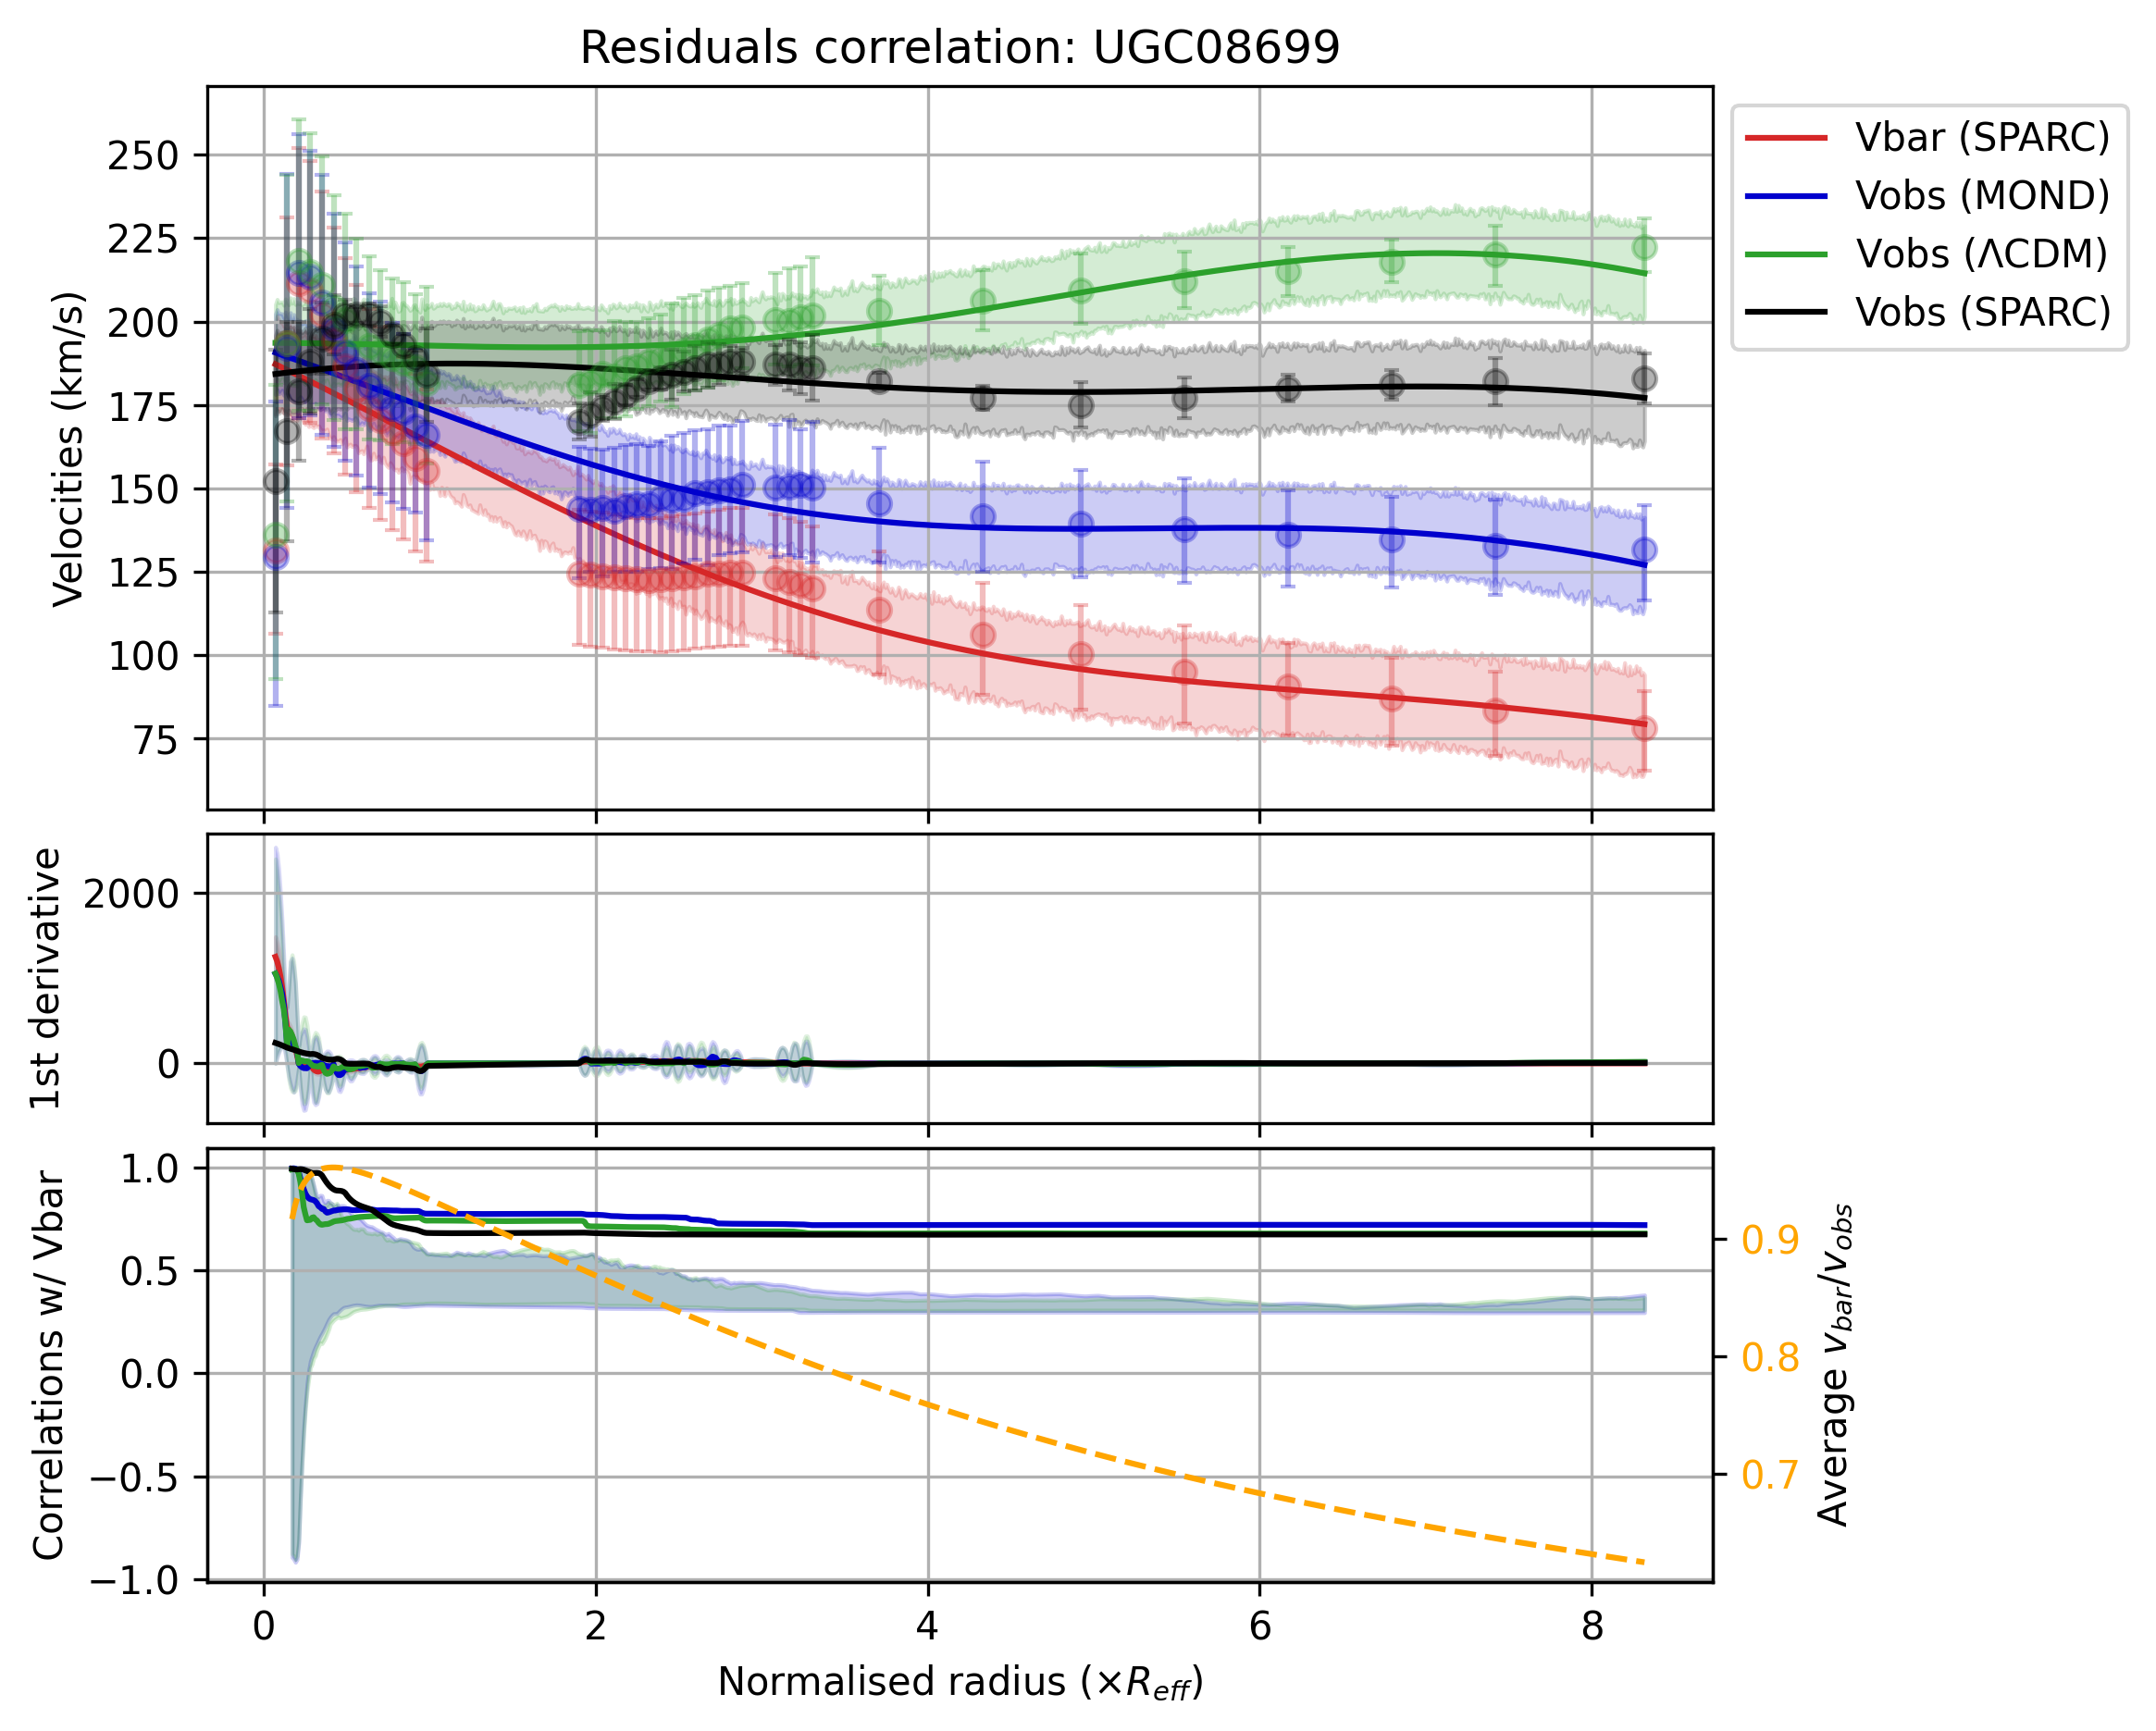 Residuals correlation: UGC08699
250
225
200
175
150
125
100
75
Velocities (km/s)
Vbar (SPARC)
Vobs (MOND)
Vobs (ΛCDM)
Vobs (SPARC)
2000
0
1st derivative
1.0
0.5
0.0
−0.5
−1.0
Correlations w/ Vbar
0.9
0.8
0.7
Average v_bar/v_obs
0 2 4 6 8
Normalised radius (×R_eff)